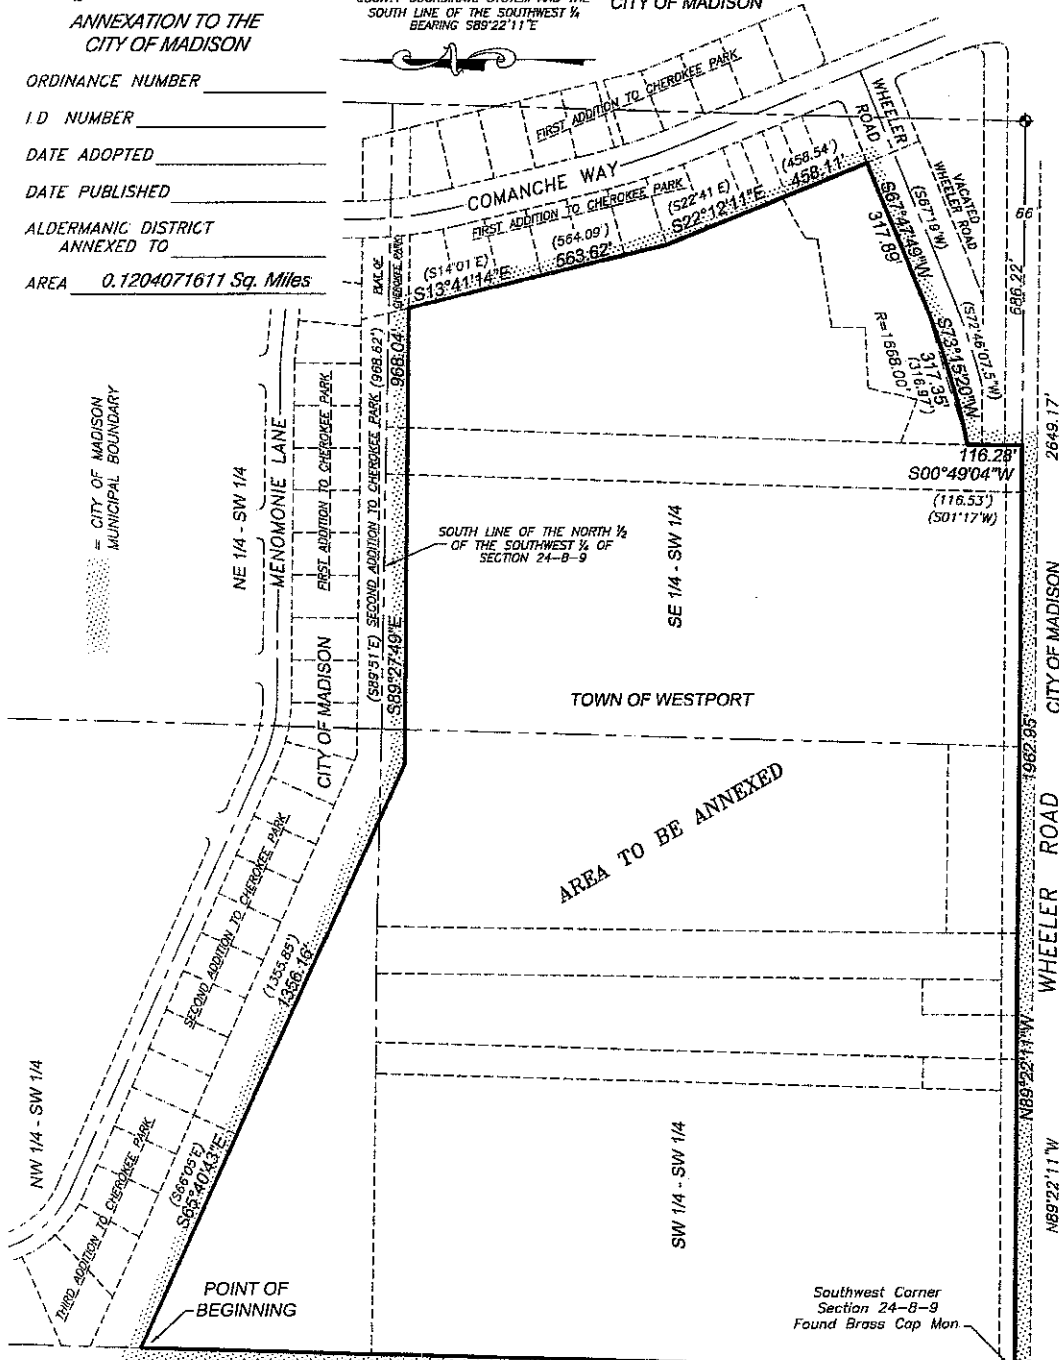 ANNEXATION TO THE
CITY OF MADISON
ORDINANCE NUMBER
I.D NUMBER
DATE ADOPTED
DATE PUBLISHED
ALDERMANIC DISTRICT
ANNEXED TO
AREA 0.1204071611 Sq. Miles
SOUTH LINE OF THE SOUTHWEST ¼
BEARING S89°22'11"E
CITY OF MADISON
FIRST ADDITION TO CHEROKEE PARK
COMANCHE WAY
FIRST ADDITION TO CHEROKEE PARK
WHEELER
ROAD
VACATED
WHEELER ROAD
(458.54')
458.11'
(S22°41 E)
S22°12'11"E
(564.09')
563.62'
(S14°01 E)
S13°41'14"E
PLAT OF
CHEROKEE PARK
(S67°19'W)
S67°47'49"W
317.89'
(S72°46'07.5"W)
S73°15'20"W
317.35'
(316.97')
R=1668.00'
66
686.22'
116.28'
S00°49'04"W
(116.53')
(S01°17'W)
2649.17'
= CITY OF MADISON
MUNICIPAL BOUNDARY
NE 1/4 - SW 1/4
MENOMONIE LANE
FIRST ADDITION TO CHEROKEE PARK
(S89°51'E) SECOND ADDITION TO CHEROKEE PARK (968.62')
S89°27'49"E
968.04'
SOUTH LINE OF THE NORTH ½
OF THE SOUTHWEST ¼ OF
SECTION 24-8-9
SE 1/4 - SW 1/4
CITY OF MADISON
TOWN OF WESTPORT
CITY OF MADISON
1962.95'
AREA TO BE ANNEXED
SECOND ADDITION TO CHEROKEE PARK
(1355.85')
1356.16'
WHEELER ROAD
N89°22'11"W
NW 1/4 - SW 1/4
(S66°05'E)
S65°40'43"E
THIRD ADDITION TO CHEROKEE PARK
SW 1/4 - SW 1/4
N89°22'11"W
POINT OF
BEGINNING
Southwest Corner
Section 24-8-9
Found Brass Cap Mon.